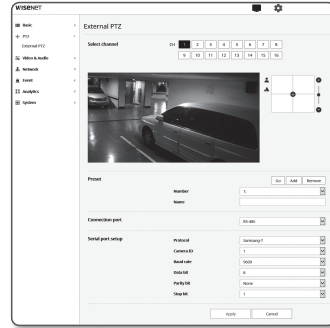 WISENET
Basic
PTZ
External PTZ
Video & Audio
Network
Event
Analytics
System
External PTZ
Select channel
CH 1 2 3 4 5 6 7 8
9 10 11 12 13 14 15 16
Preset
Go Add Remove
Number 1.
Name
Connection port RS-485
Serial port setup
Protocol Samsung-T
Camera ID 1
Baud rate 9600
Data bit 8
Parity bit None
Stop bit 1
Apply Cancel